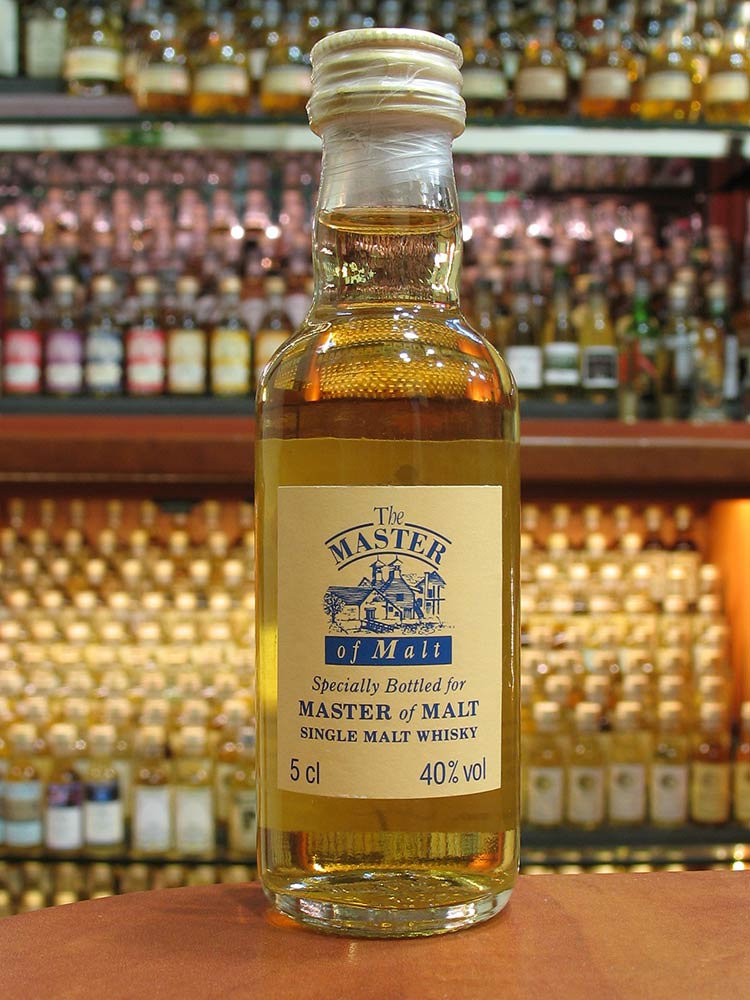 The
MASTER
of Malt
Specially Bottled for
MASTER of MALT
SINGLE MALT WHISKY
5 cl 40% vol